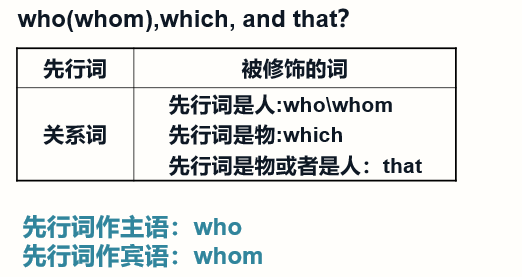 who(whom),which, and that?
先行词 被修饰的词
关系词
先行词是人:who\whom
先行词是物:which
先行词是物或者是人：that
先行词作主语：who
先行词作宾语：whom